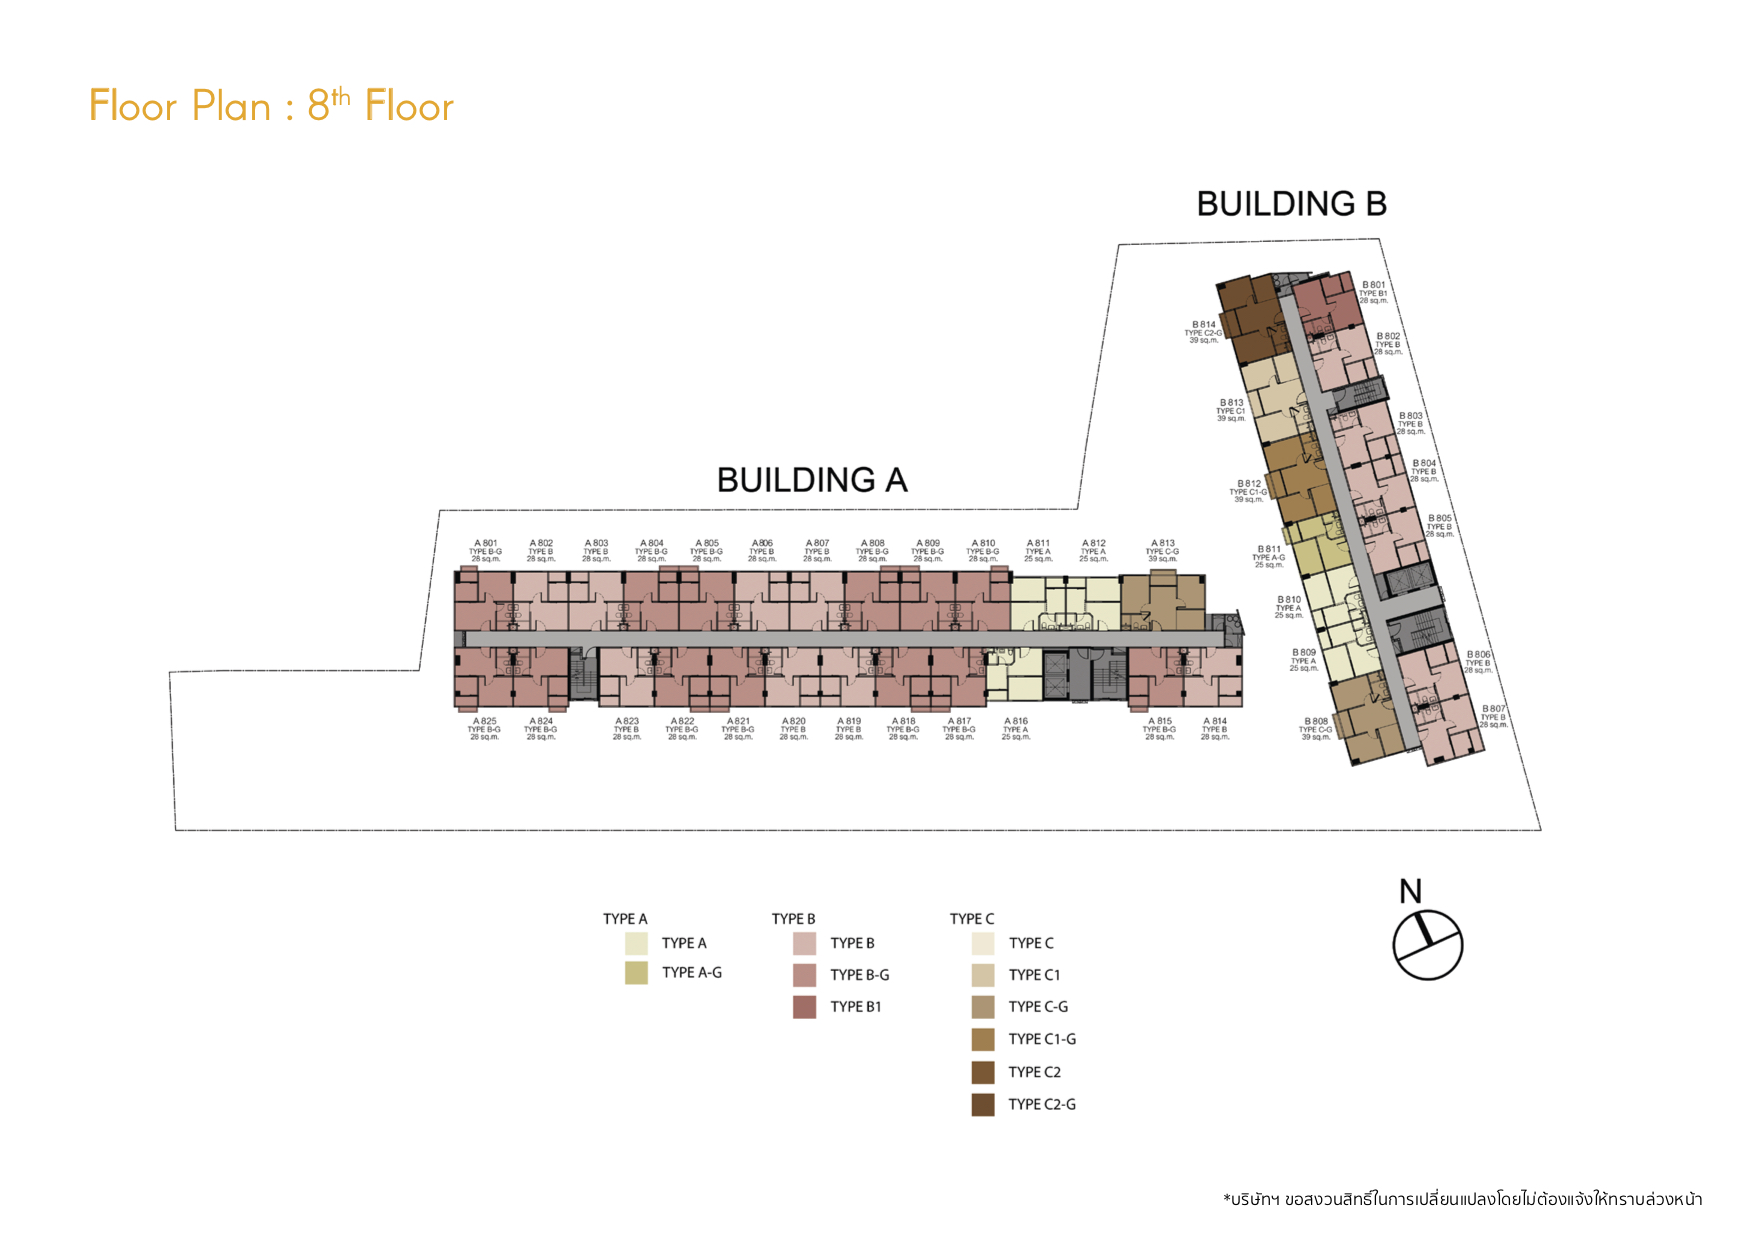 Floor Plan : 8th Floor
BUILDING B
B 801
TYPE B1
28 sq.m.
B 802
TYPE B
28 sq.m.
B 803
TYPE B
28 sq.m.
B 804
TYPE B
28 sq.m.
B 805
TYPE B
28 sq.m.
B 806
TYPE B
28 sq.m.
B 807
TYPE B
28 sq.m.
B 814
TYPE C2-G
39 sq.m.
B 813
TYPE C1
39 sq.m.
B 812
TYPE C1-G
39 sq.m.
B 811
TYPE A-G
25 sq.m.
B 810
TYPE A
25 sq.m.
B 809
TYPE A
25 sq.m.
B 808
TYPE C-G
39 sq.m.
BUILDING A
A 801 A 802 A 803 A 804 A 805 A 806 A 807 A 808 A 809 A 810 A 811 A 812 A 813
TYPE B-G TYPE B TYPE B TYPE B-G TYPE B-G TYPE B TYPE B TYPE B-G TYPE B-G TYPE B-G TYPE A TYPE A TYPE C-G
28 sq.m. 28 sq.m. 28 sq.m. 28 sq.m. 28 sq.m. 28 sq.m. 28 sq.m. 28 sq.m. 28 sq.m. 28 sq.m. 25 sq.m. 25 sq.m. 39 sq.m.
A 825 A 824 A 823 A 822 A 821 A 820 A 819 A 818 A 817 A 816 A 815 A 814
TYPE B-G TYPE B-G TYPE B TYPE B-G TYPE B-G TYPE B TYPE B TYPE B-G TYPE B-G TYPE A TYPE B-G TYPE B
28 sq.m. 28 sq.m. 28 sq.m. 28 sq.m. 28 sq.m. 28 sq.m. 28 sq.m. 28 sq.m. 28 sq.m. 25 sq.m. 28 sq.m. 28 sq.m.
N
TYPE A
TYPE A
TYPE A-G
TYPE B
TYPE B
TYPE B-G
TYPE B1
TYPE C
TYPE C
TYPE C1
TYPE C-G
TYPE C1-G
TYPE C2
TYPE C2-G
*บริษัทฯ ขอสงวนสิทธิ์ในการเปลี่ยนแปลงโดยไม่ต้องแจ้งให้ทราบล่วงหน้า